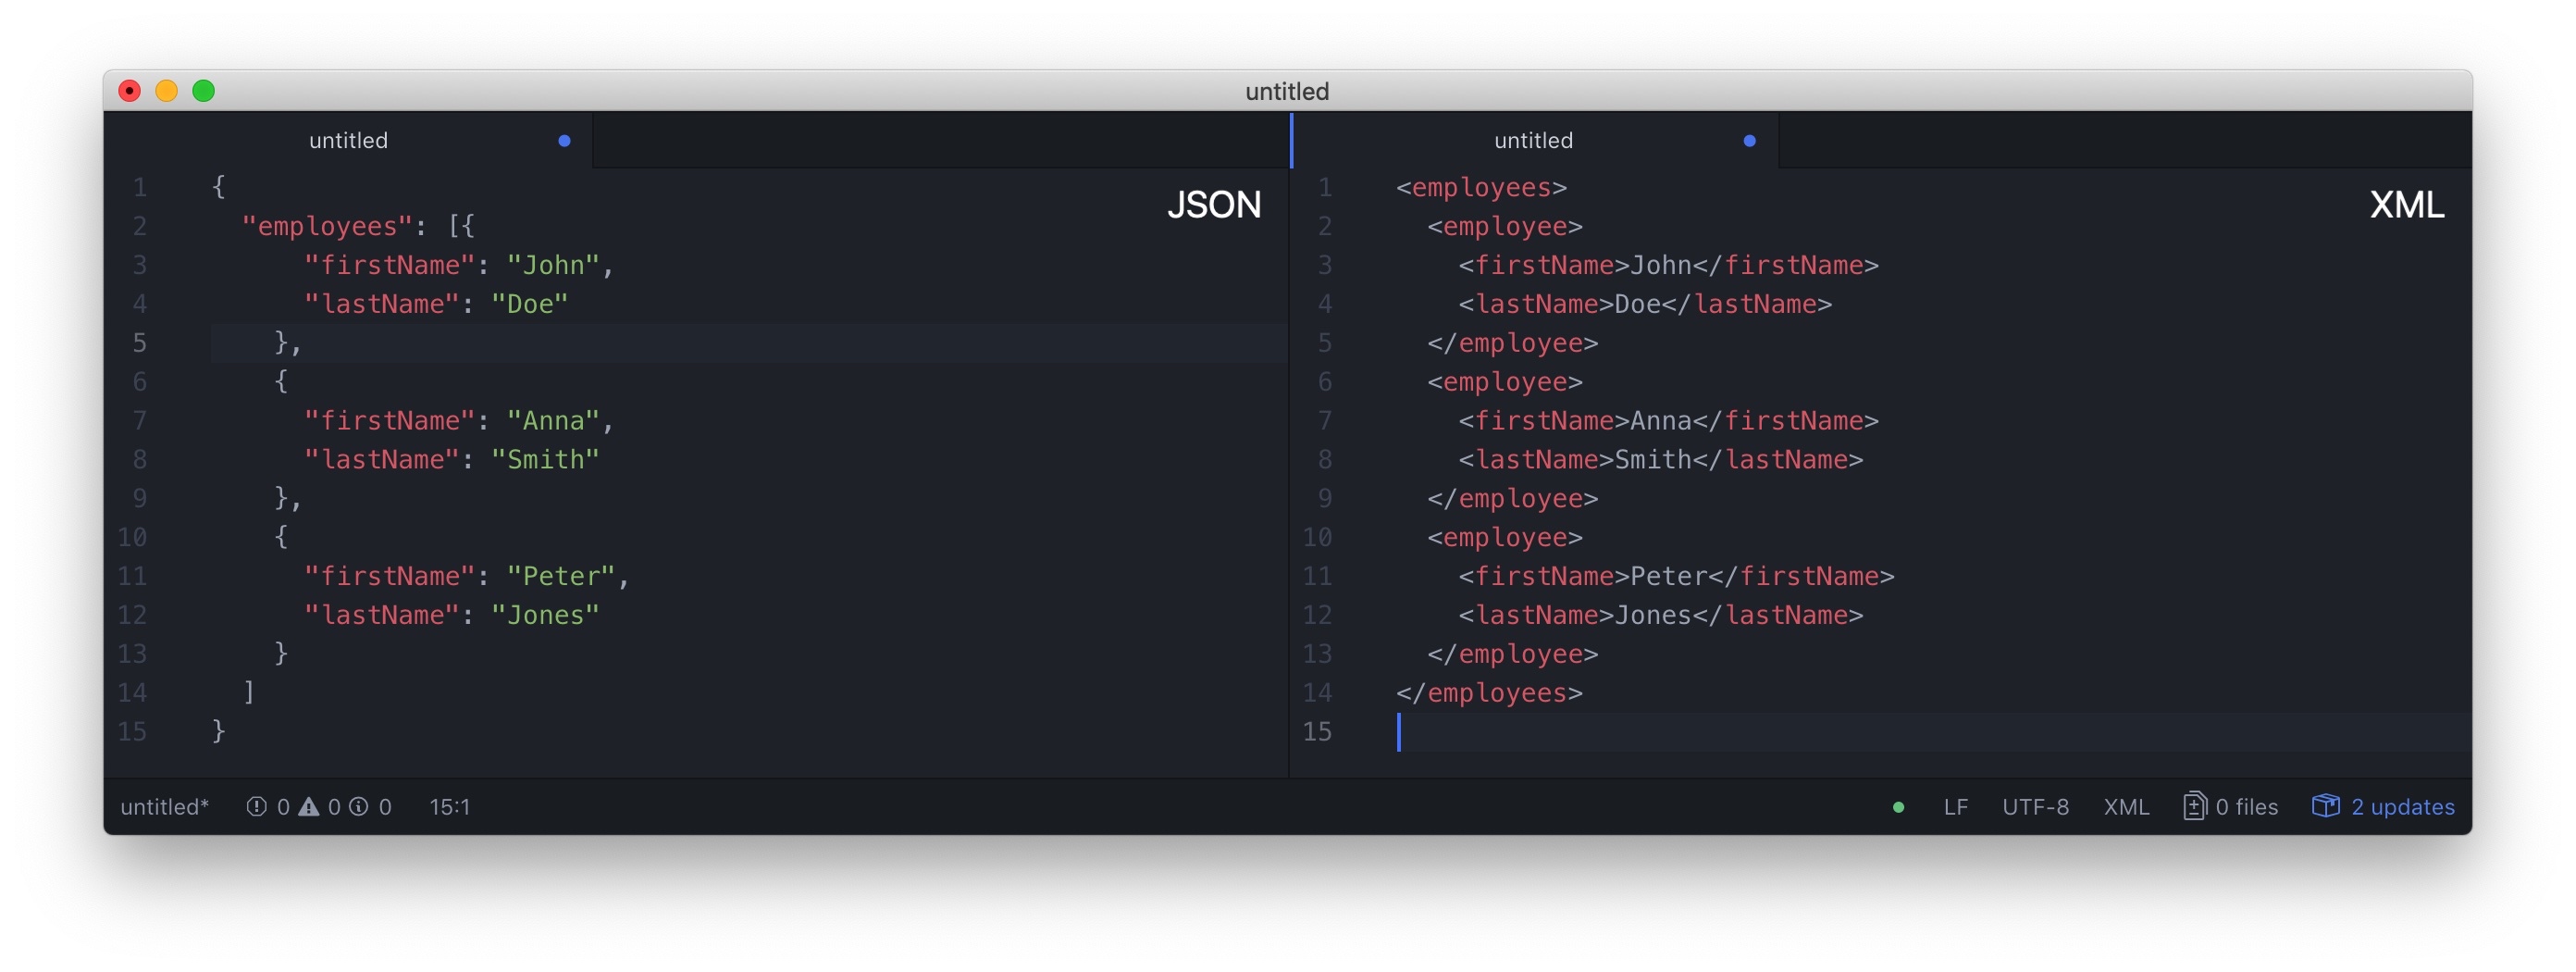 untitled
untitled
1 {
2   "employees": [{
3       "firstName": "John",
4       "lastName": "Doe"
5     },
6     {
7       "firstName": "Anna",
8       "lastName": "Smith"
9     },
10     {
11       "firstName": "Peter",
12       "lastName": "Jones"
13     }
14   ]
15 }
JSON
untitled
1 <employees>
2   <employee>
3     <firstName>John</firstName>
4     <lastName>Doe</lastName>
5   </employee>
6   <employee>
7     <firstName>Anna</firstName>
8     <lastName>Smith</lastName>
9   </employee>
10   <employee>
11     <firstName>Peter</firstName>
12     <lastName>Jones</lastName>
13   </employee>
14 </employees>
15
XML
untitled* 0 0 0 15:1 LF UTF-8 XML 0 files 2 updates